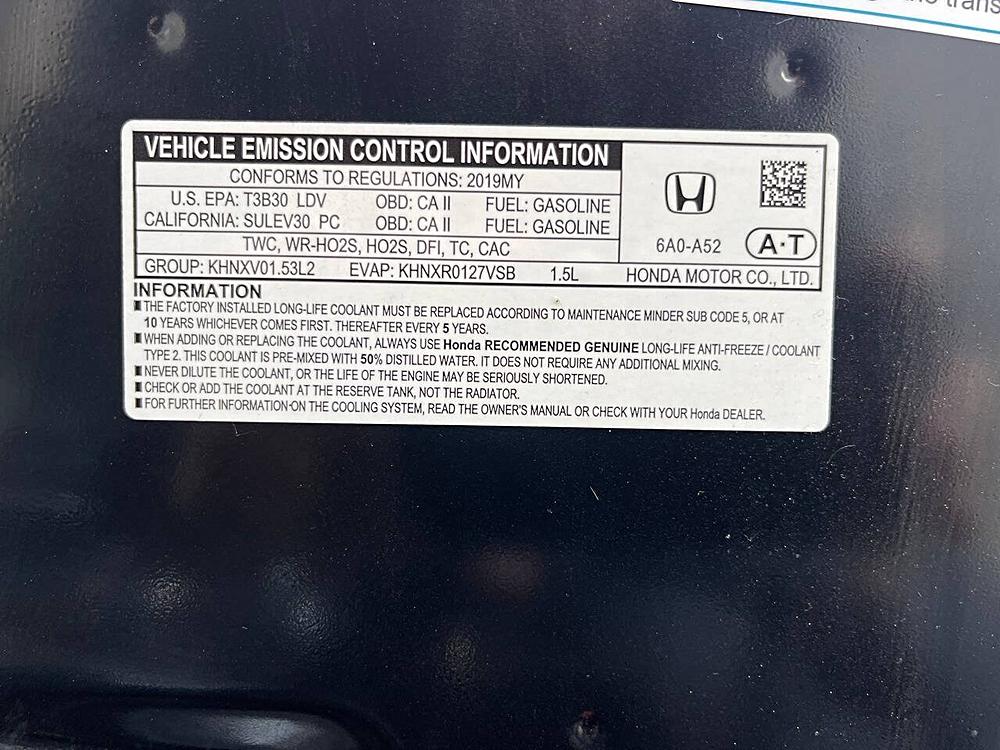 trans
VEHICLE EMISSION CONTROL INFORMATION
CONFORMS TO REGULATIONS: 2019MY
U.S. EPA: T3B30 LDV OBD: CA II FUEL: GASOLINE
CALIFORNIA: SULEV30 PC OBD: CA II FUEL: GASOLINE
TWC, WR-HO2S, HO2S, DFI, TC, CAC
6A0-A52 A·T
GROUP: KHNXV01.53L2 EVAP: KHNXR0127VSB 1.5L HONDA MOTOR CO., LTD.
INFORMATION
THE FACTORY INSTALLED LONG-LIFE COOLANT MUST BE REPLACED ACCORDING TO MAINTENANCE MINDER SUB CODE 5, OR AT
10 YEARS WHICHEVER COMES FIRST. THEREAFTER EVERY 5 YEARS.
WHEN ADDING OR REPLACING THE COOLANT, ALWAYS USE Honda RECOMMENDED GENUINE LONG-LIFE ANTI-FREEZE / COOLANT
TYPE 2. THIS COOLANT IS PRE-MIXED WITH 50% DISTILLED WATER. IT DOES NOT REQUIRE ANY ADDITIONAL MIXING.
NEVER DILUTE THE COOLANT, OR THE LIFE OF THE ENGINE MAY BE SERIOUSLY SHORTENED.
CHECK OR ADD THE COOLANT AT THE RESERVE TANK, NOT THE RADIATOR.
FOR FURTHER INFORMATION ON THE COOLING SYSTEM, READ THE OWNER'S MANUAL OR CHECK WITH YOUR Honda DEALER.